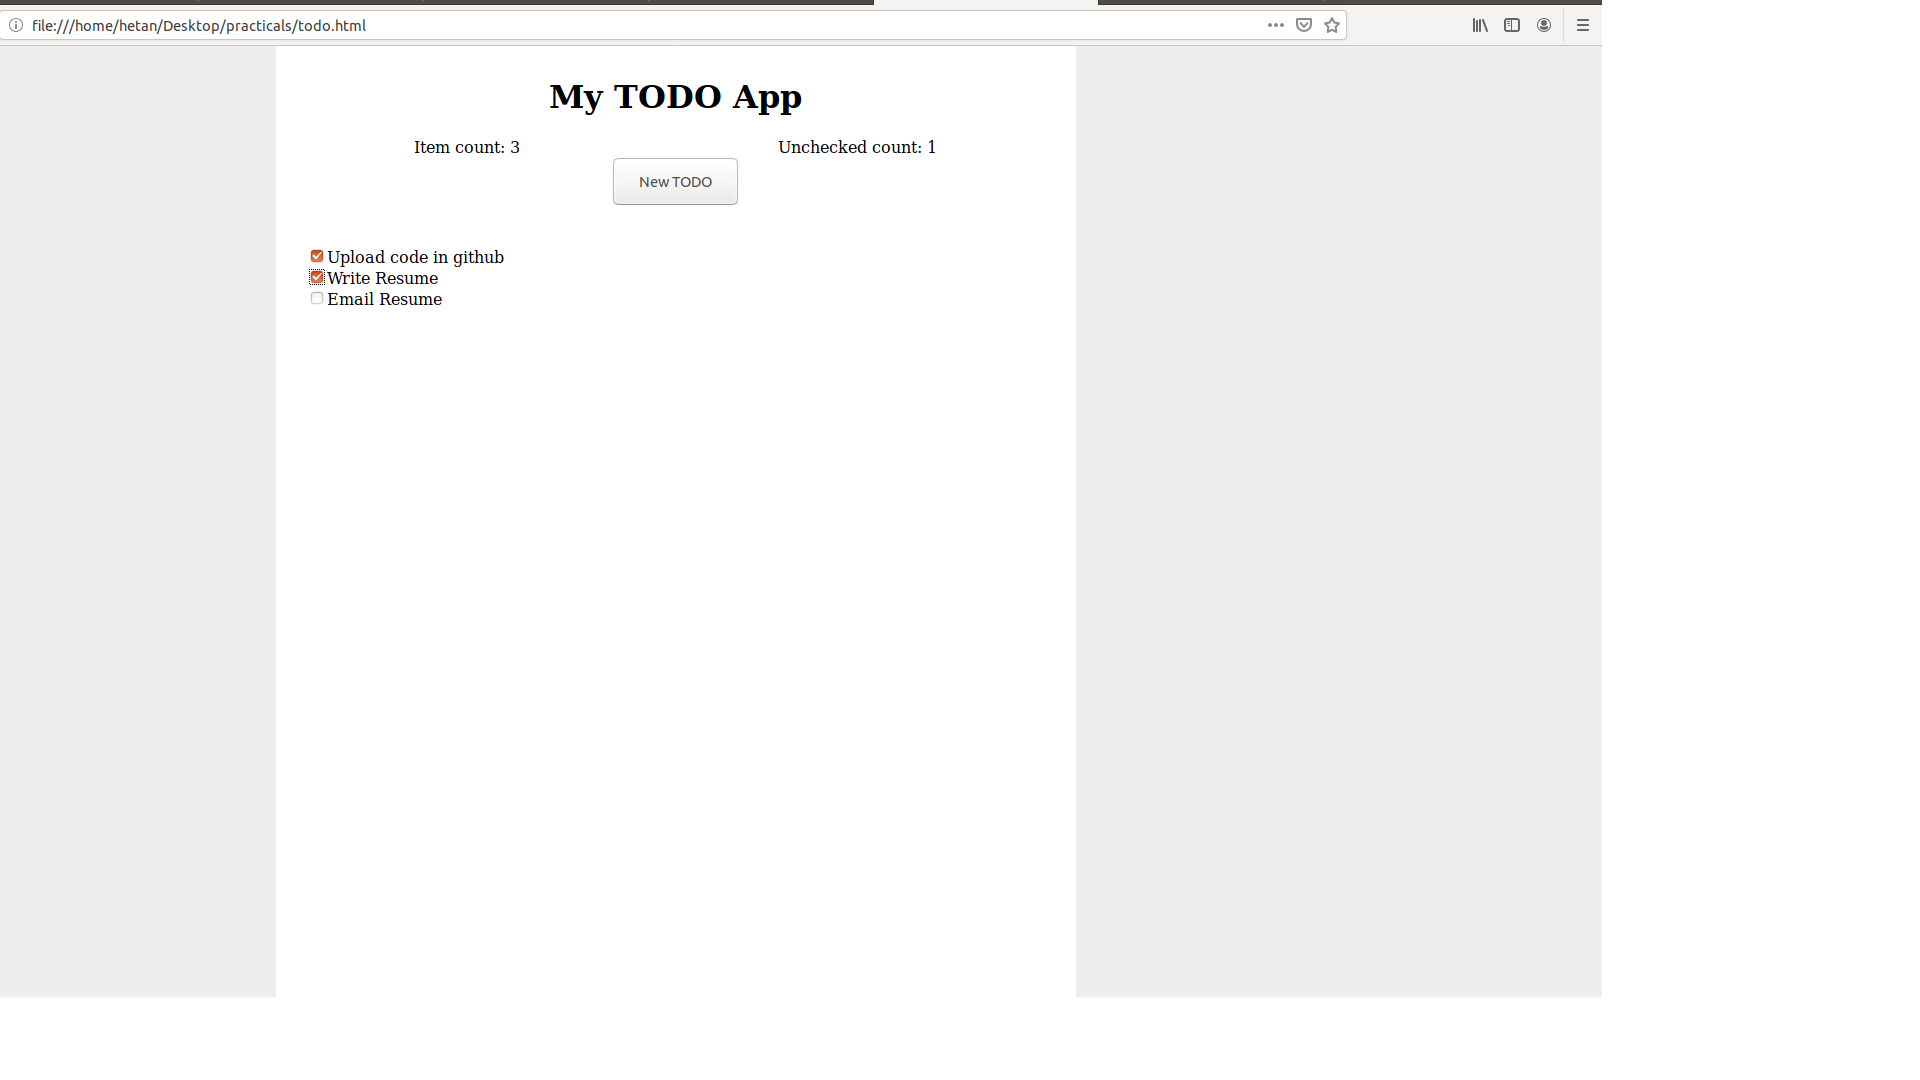 file:///home/hetan/Desktop/practicals/todo.html
My TODO App
Item count: 3 Unchecked count: 1
New TODO
Upload code in github
Write Resume
Email Resume